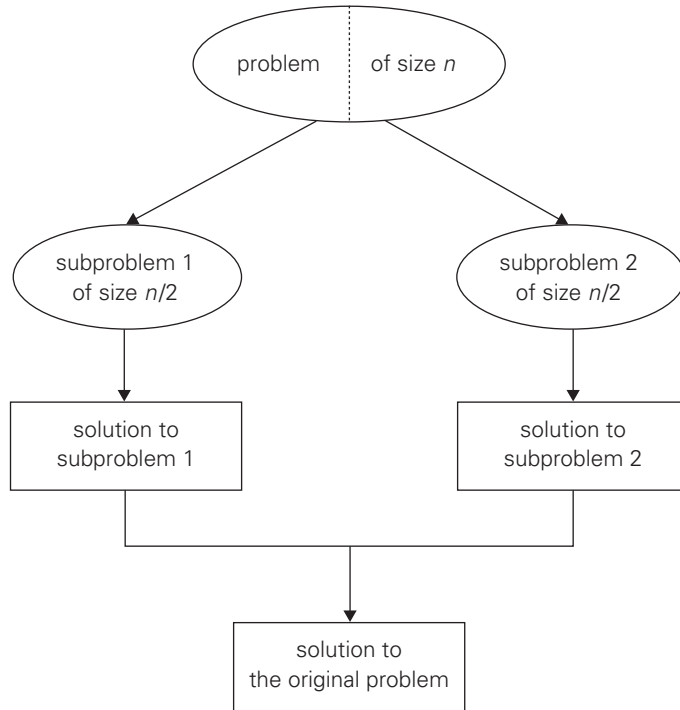 problem of size n
subproblem 1
of size n/2
subproblem 2
of size n/2
solution to
subproblem 1
solution to
subproblem 2
solution to
the original problem